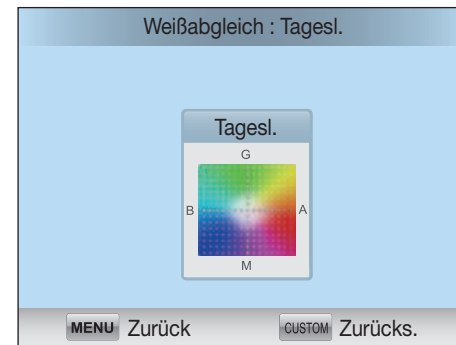 Weißabgleich : Tagesl.
Tagesl.
G
B A
M
MENU Zurück CUSTOM Zurücks.